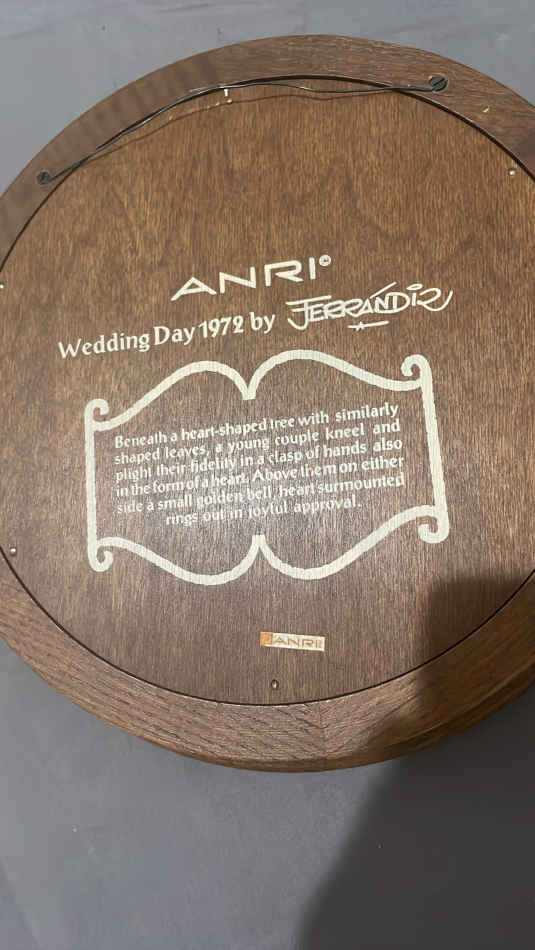 ANRI
Wedding Day 1972 by FERRÁNDIZ
Beneath a heart-shaped tree with similarly
shaped leaves, a young couple kneel and
plight their fidelity in a clasp of hands also
in the form of a heart. Above them on either
side a small golden bell, heart surmounted
rings out in joyful approval.
ANRI